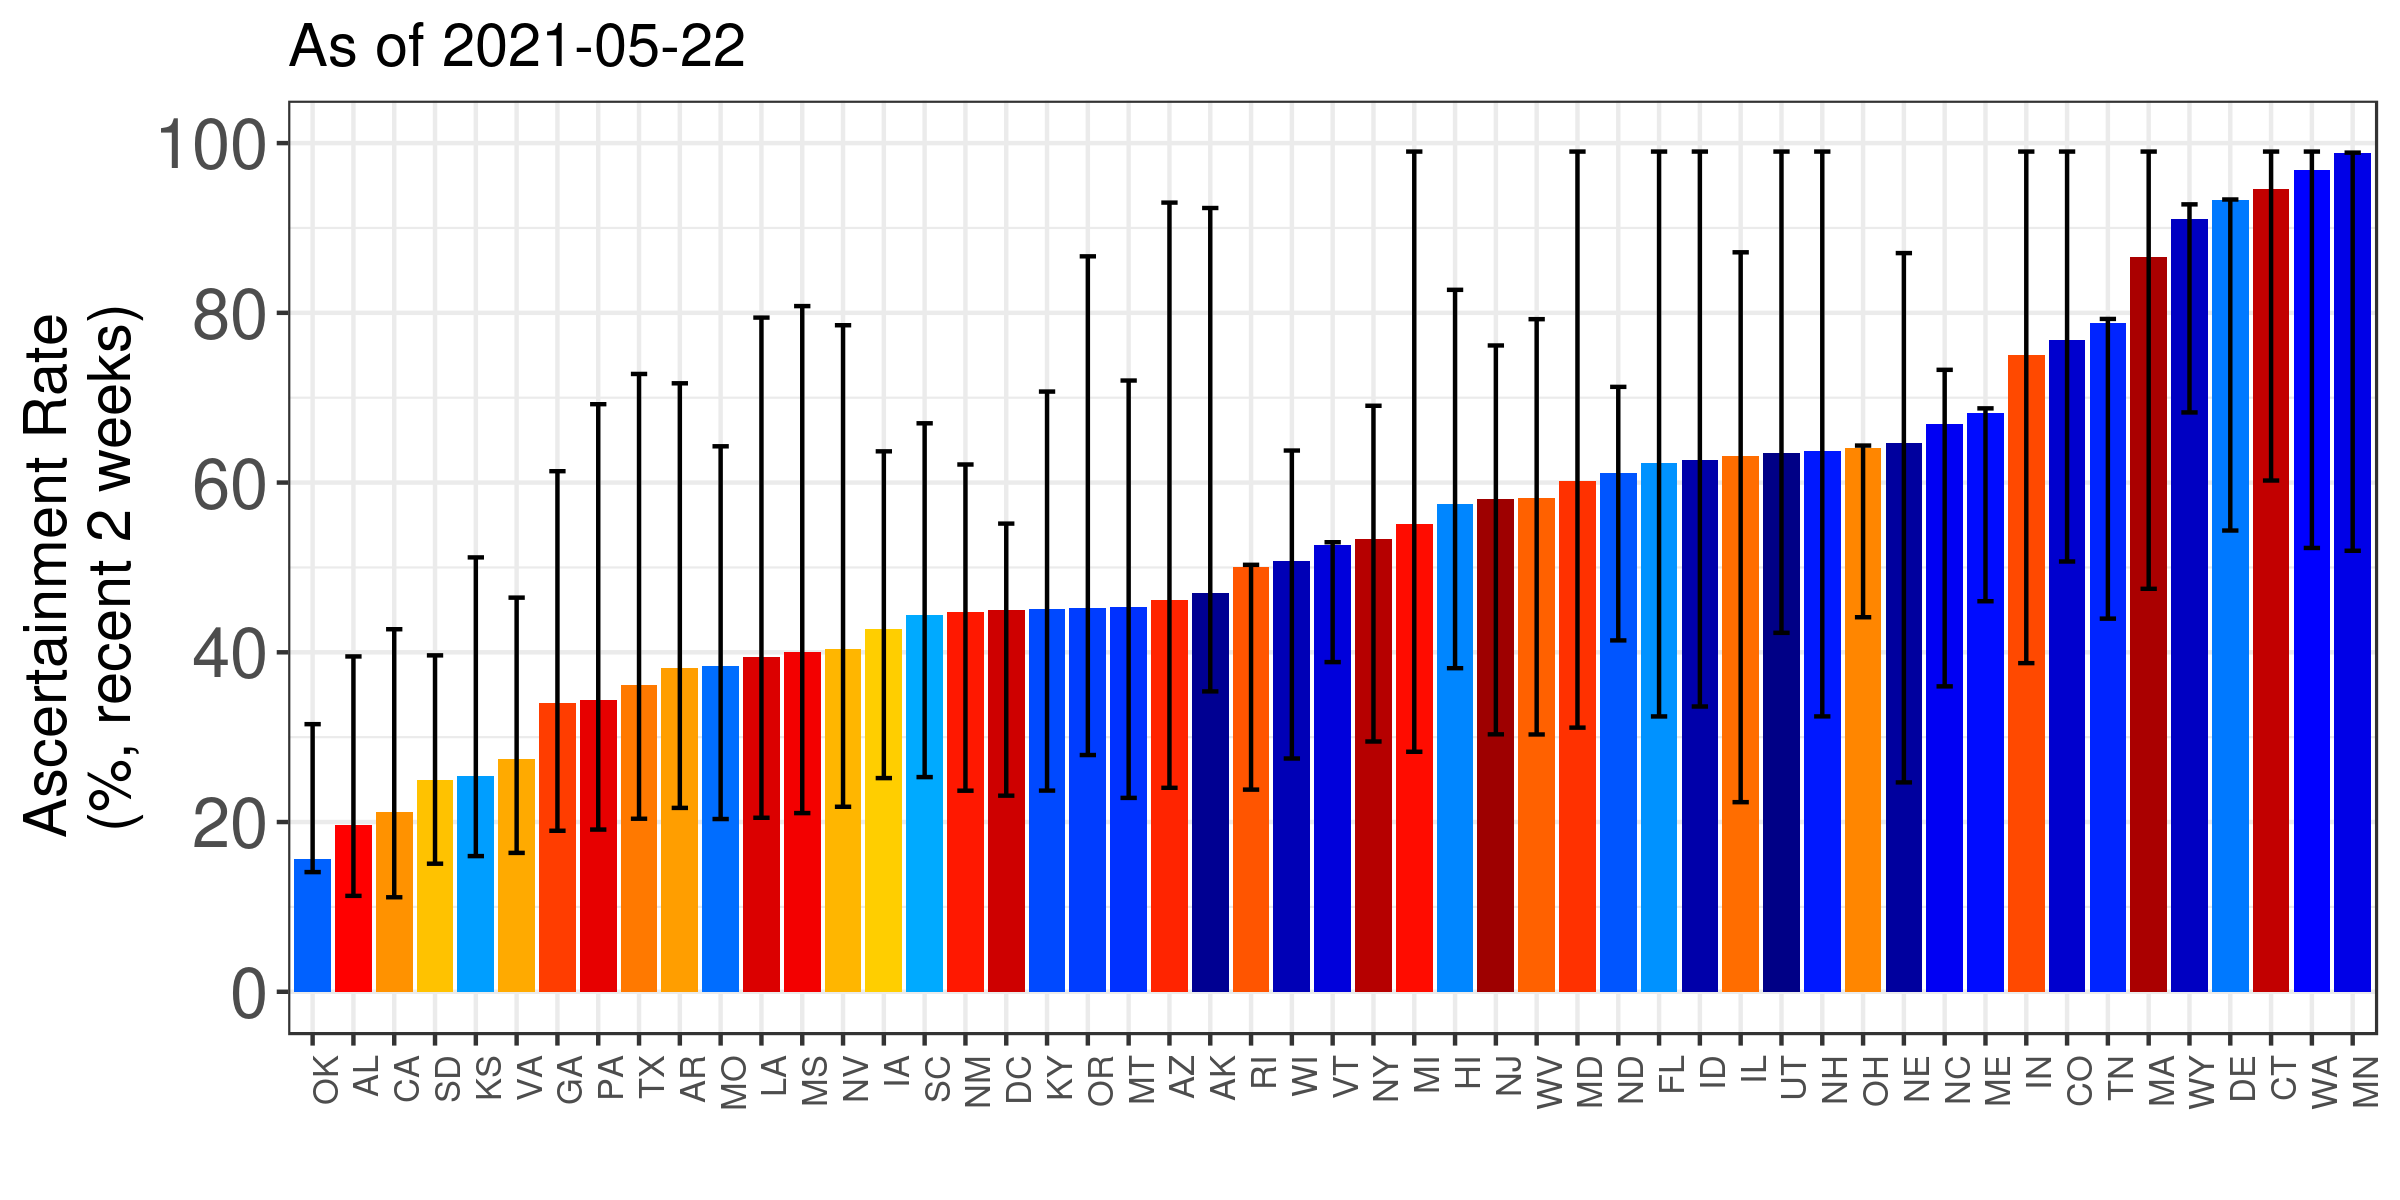 As of 2021-05-22
Ascertainment Rate
(%, recent 2 weeks)
100
80
60
40
20
0
OK AL CA SD KS VA GA PA TX AR MO LA MS NV IA SC NM DC KY OR MT AZ AK RI WI VT NY MI HI NJ WV MD ND FL ID IL UT NH OH NE NC ME IN CO TN MA WY DE CT WA MN